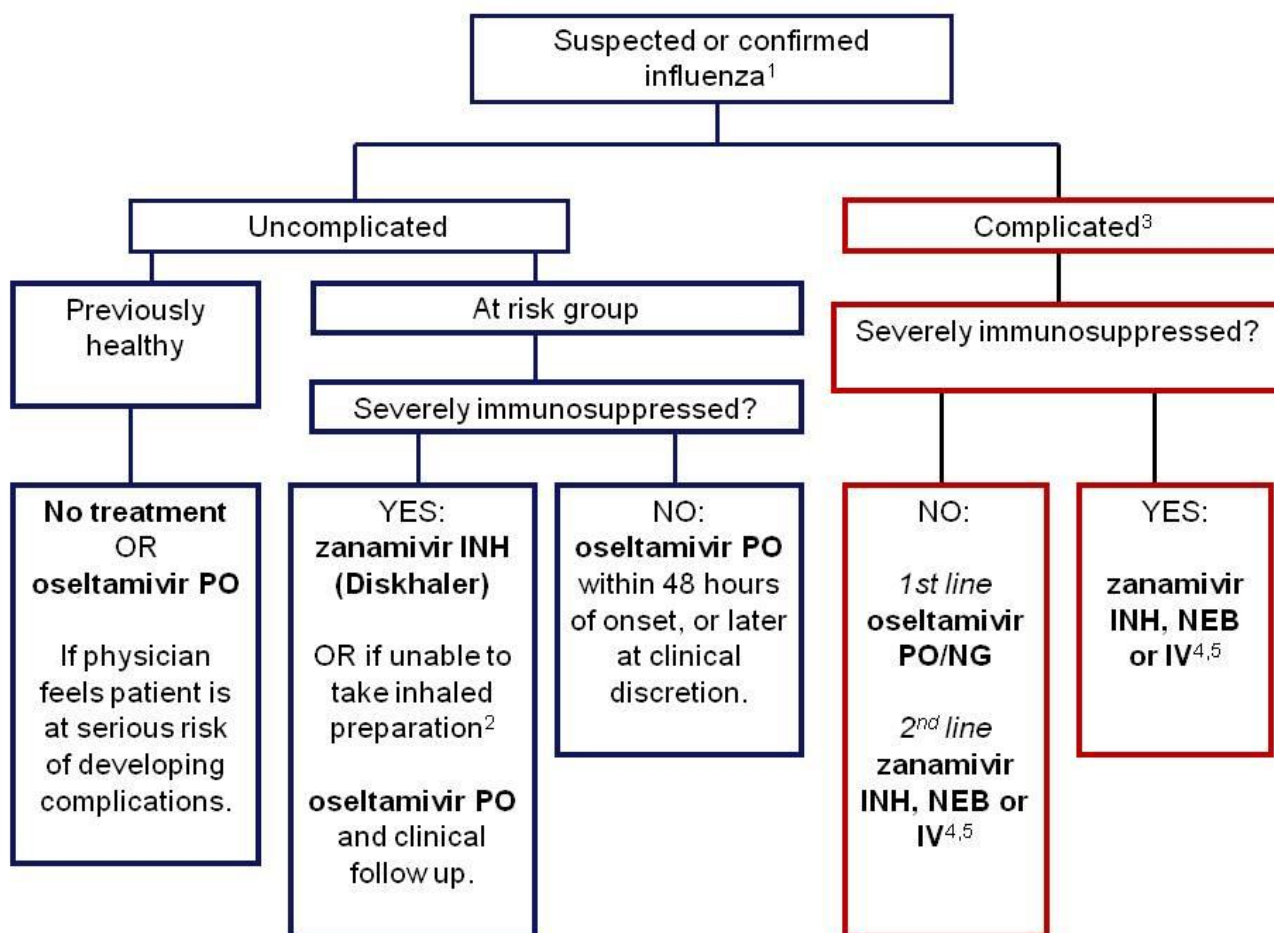 Suspected or confirmed
influenza¹
Uncomplicated
Complicated³
Previously
healthy
At risk group
Severely immunosuppressed?
Severely immunosuppressed?
No treatment
OR
oseltamivir PO
If physician
feels patient is
at serious risk
of developing
complications.
YES:
zanamivir INH
(Diskhaler)
OR if unable to
take inhaled
preparation²
oseltamivir PO
and clinical
follow up.
NO:
oseltamivir PO
within 48 hours
of onset, or later
at clinical
discretion.
NO:
1st line
oseltamivir
PO/NG
2nd line
zanamivir
INH, NEB or
IV⁴,⁵
YES:
zanamivir
INH, NEB
or IV⁴,⁵